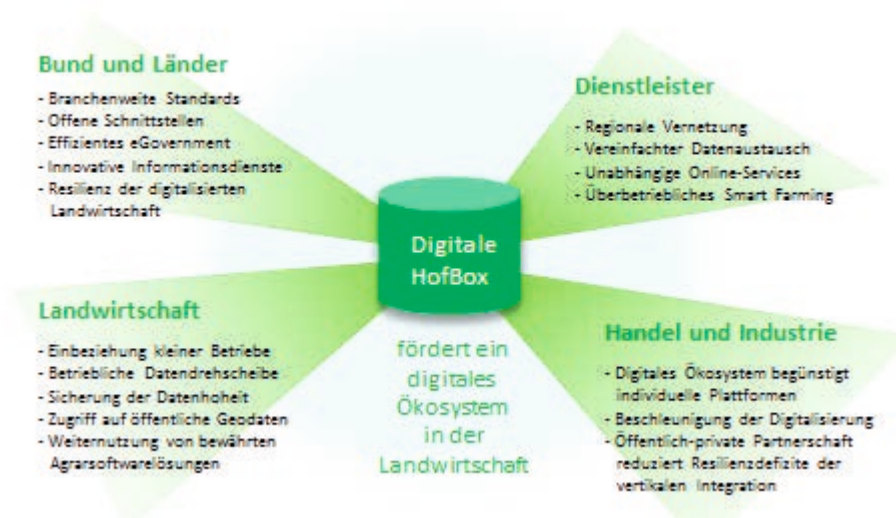 Bund und Länder
- Branchenweite Standards
- Offene Schnittstellen
- Effizientes eGovernment
- Innovative Informationsdienste
- Resilienz der digitalisierten
Landwirtschaft
Dienstleister
- Regionale Vernetzung
- Vereinfachter Datenaustausch
- Unabhängige Online-Services
- Überbetriebliches Smart Farming
Digitale
HofBox
Landwirtschaft
- Einbeziehung kleiner Betriebe
- Betriebliche Datendrehscheibe
- Sicherung der Datenhoheit
- Zugriff auf öffentliche Geodaten
- Weiternutzung von bewährten
Agrarsoftwarelösungen
fördert ein
digitales
Ökosystem
in der
Landwirtschaft
Handel und Industrie
- Digitales Ökosystem begünstigt
individuelle Plattformen
- Beschleunigung der Digitalisierung
- Öffentlich-private Partnerschaft
reduziert Resilienzdefizite der
vertikalen Integration